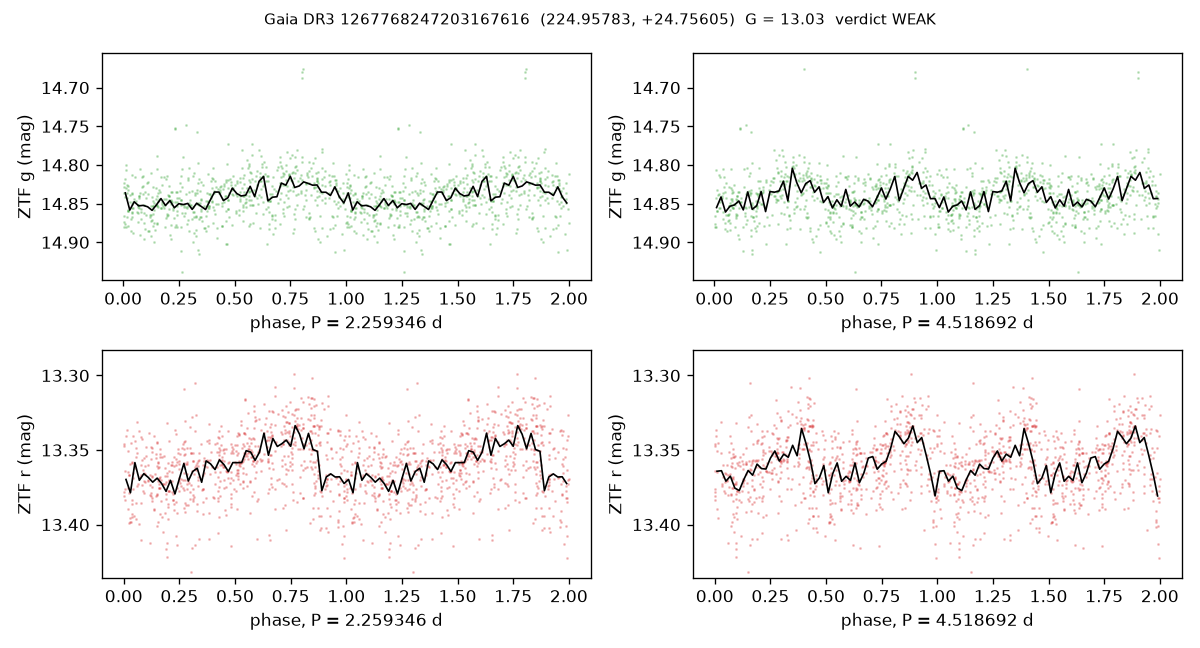 Gaia DR3 1267768247203167616  (224.95783, +24.75605)  G = 13.03  verdict WEAK
ZTF g (mag)
14.70
14.75
14.80
14.85
14.90
0.00 0.25 0.50 0.75 1.00 1.25 1.50 1.75 2.00
phase, P = 2.259346 d
ZTF g (mag)
14.70
14.75
14.80
14.85
14.90
0.00 0.25 0.50 0.75 1.00 1.25 1.50 1.75 2.00
phase, P = 4.518692 d
ZTF r (mag)
13.30
13.35
13.40
0.00 0.25 0.50 0.75 1.00 1.25 1.50 1.75 2.00
phase, P = 2.259346 d
ZTF r (mag)
13.30
13.35
13.40
0.00 0.25 0.50 0.75 1.00 1.25 1.50 1.75 2.00
phase, P = 4.518692 d